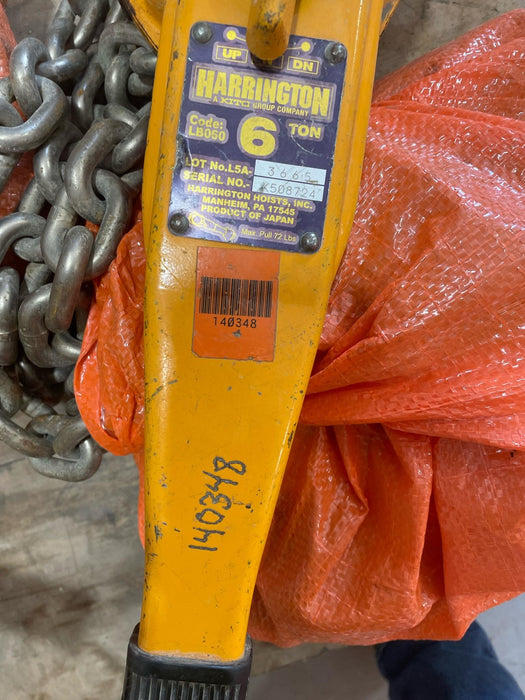 UP DN
HARRINGTON
A KITO GROUP COMPANY
Code:
LB050
6 TON
LOT No.L5A- 3665
SERIAL NO.- K508724
HARRINGTON HOISTS, INC.
MANHEIM, PA 17545
PRODUCT OF JAPAN
Max. Pull 72 Lbs
140348
140348